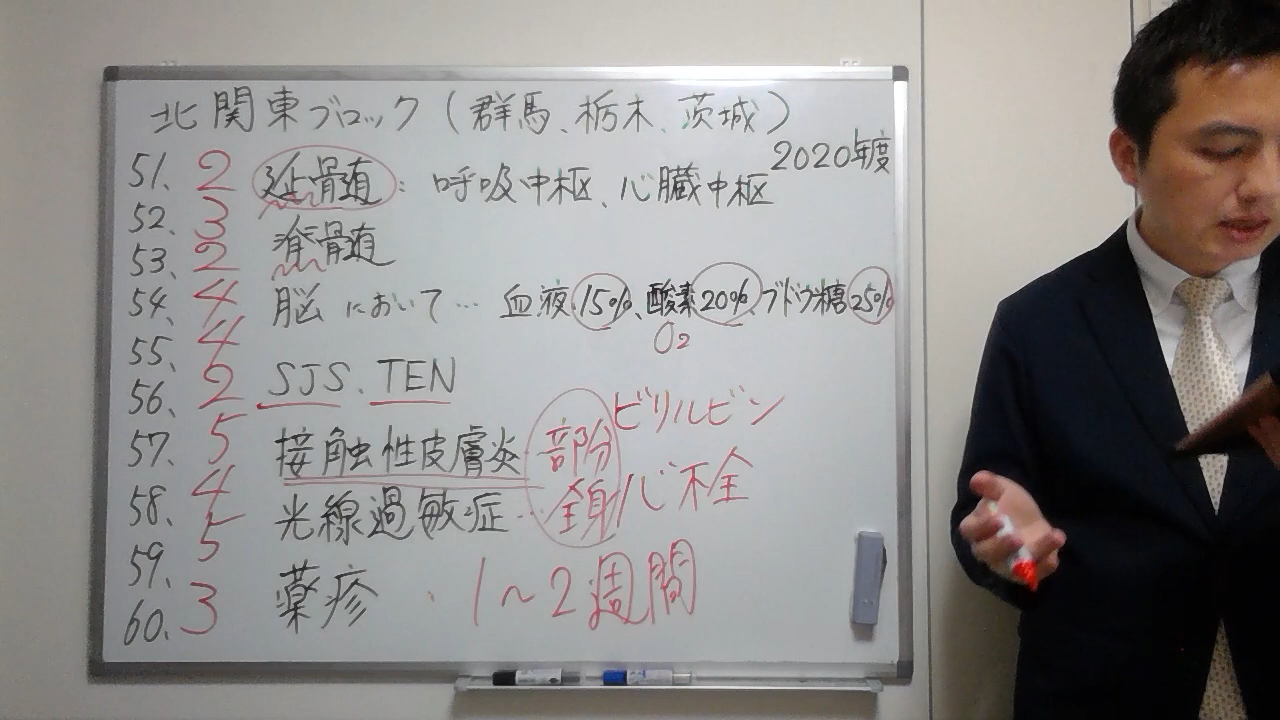 北関東ブロック(群馬、栃木、茨城)
2020年度
51. 2 延髄:呼吸中枢、心臓中枢
52. 3
脊髄
53. 2
54. 4 脳において… 血液15%、酸素20%、ブドウ糖25%
O₂
55. 4
SJS、TEN
56. 2
ビリルビン
57. 5 接触性皮膚炎 部分
心不全
58. 4 光線過敏症… 全身
59. 5
薬疹・1〜2週間
60. 3